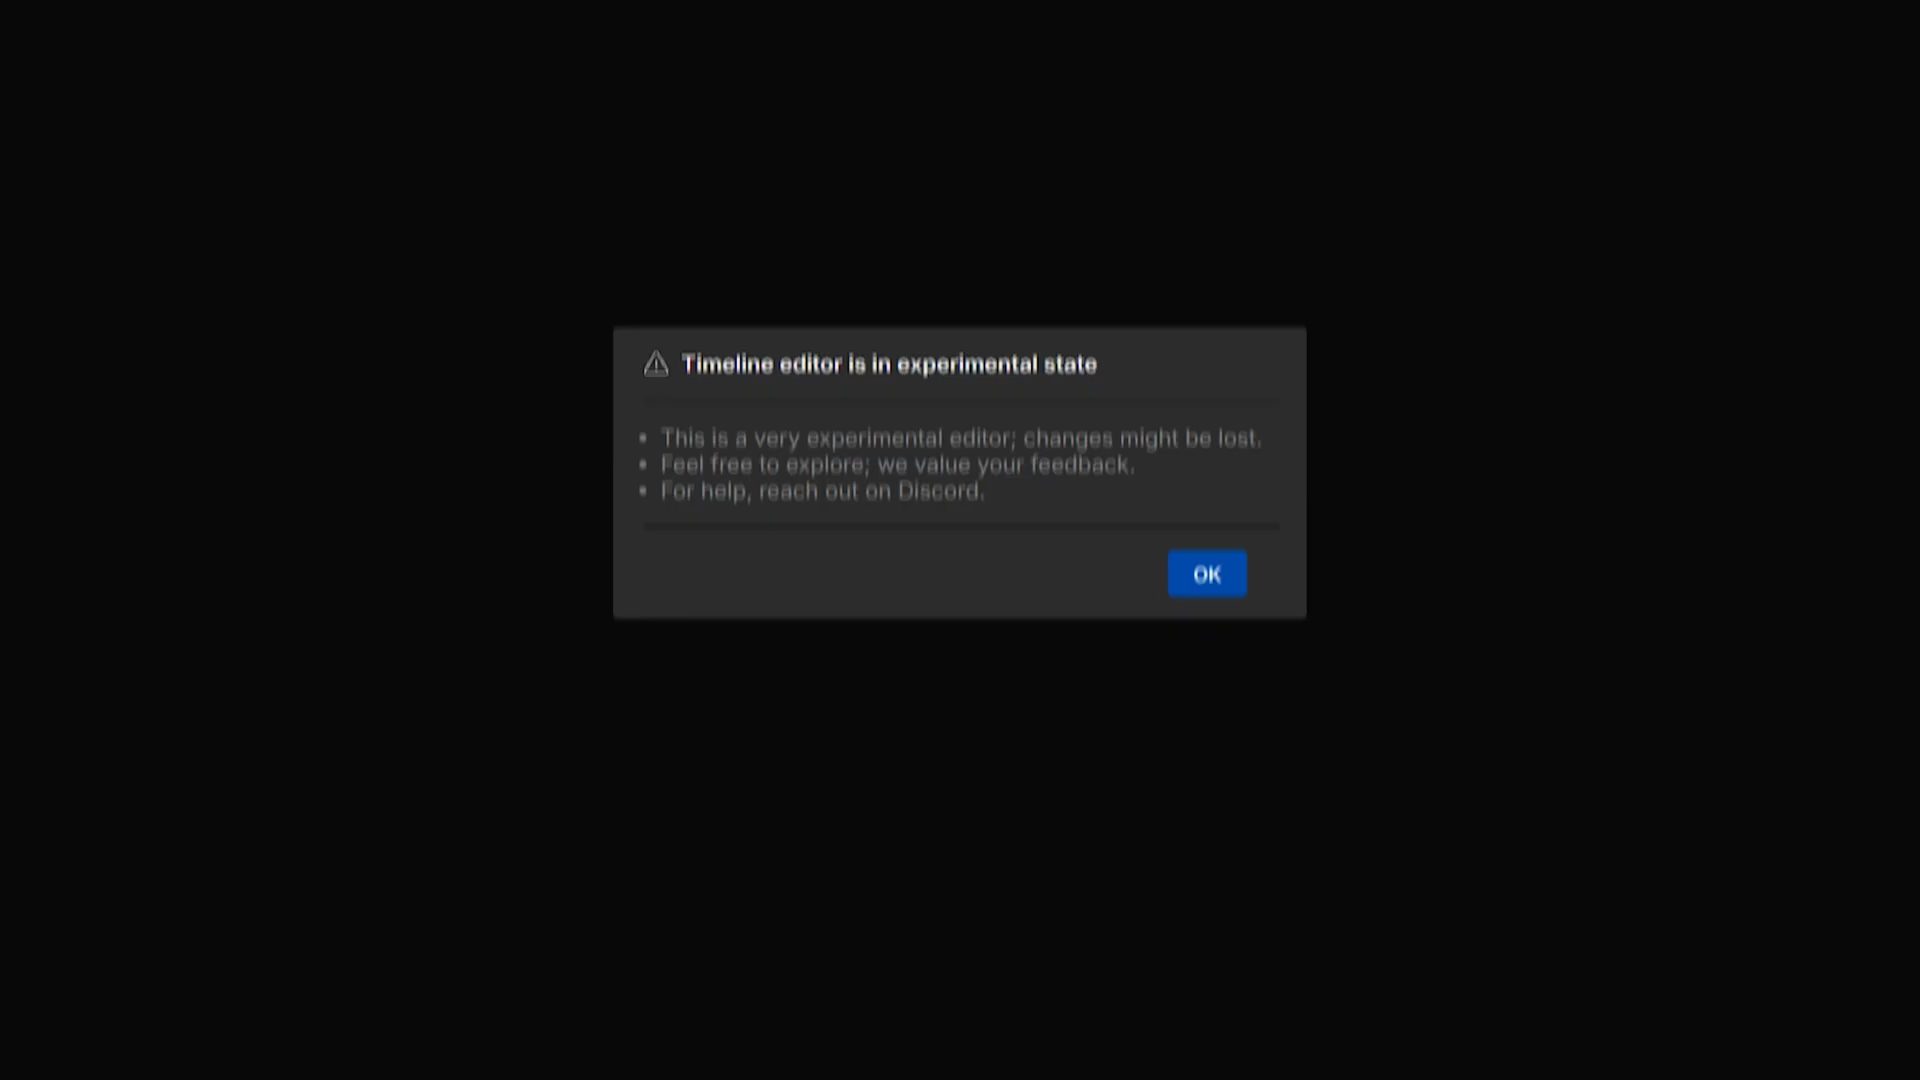 Timeline editor is in experimental state
• This is a very experimental editor; changes might be lost.
• Feel free to explore; we value your feedback.
• For help, reach out on Discord.
OK